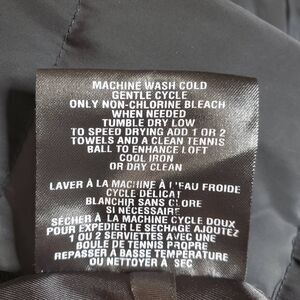 MACHINE WASH COLD
GENTLE CYCLE
ONLY NON-CHLORINE BLEACH
WHEN NEEDED
TUMBLE DRY LOW
TO SPEED DRYING ADD 1 OR 2
TOWELS AND A CLEAN TENNIS
BALL TO ENHANCE LOFT
COOL IRON
OR DRY CLEAN
LAVER À LA MACHINE À L'EAU FROIDE
CYCLE DÉLICAT
BLANCHIR SANS CLORE
SI NÉCESSAIRE
SÉCHER À LA MACHINE CYCLE DOUX
POUR EXPEDIER LE SECHAGE AJOUTEZ
1 OU 2 SERVIETTES AVEC UNE
BOULE DE TENNIS PROPRE
REPASSER À BASSE TEMPÉRATURE
OU NETTOYER À SEC